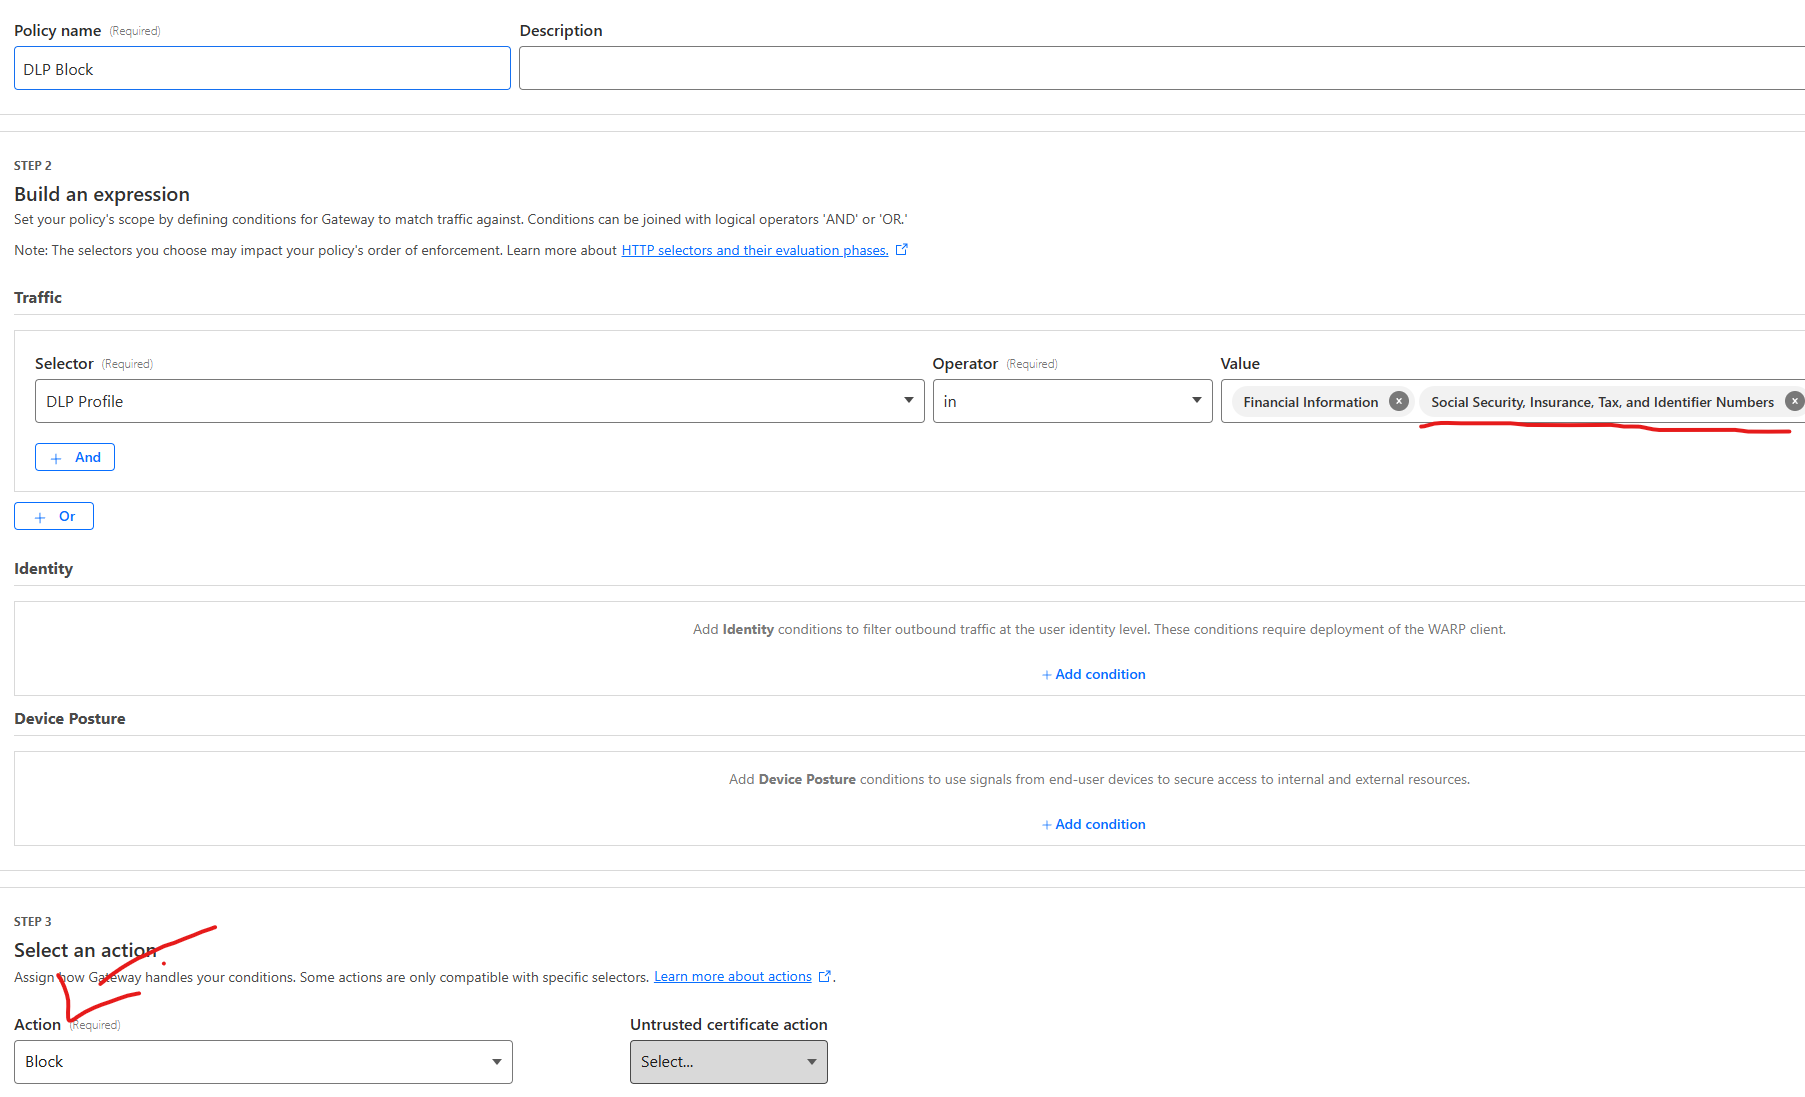 Policy name (Required)
Description
DLP Block
STEP 2
Build an expression
Set your policy's scope by defining conditions for Gateway to match traffic against. Conditions can be joined with logical operators 'AND' or 'OR.'
Note: The selectors you choose may impact your policy's order of enforcement. Learn more about HTTP selectors and their evaluation phases.
Traffic
Selector (Required)
Operator (Required)
Value
DLP Profile
in
Financial Information
Social Security, Insurance, Tax, and Identifier Numbers
+ And
+ Or
Identity
Add Identity conditions to filter outbound traffic at the user identity level. These conditions require deployment of the WARP client.
+ Add condition
Device Posture
Add Device Posture conditions to use signals from end-user devices to secure access to internal and external resources.
+ Add condition
STEP 3
Select an action
Assign how Gateway handles your conditions. Some actions are only compatible with specific selectors. Learn more about actions.
Action (Required)
Untrusted certificate action
Block
Select...